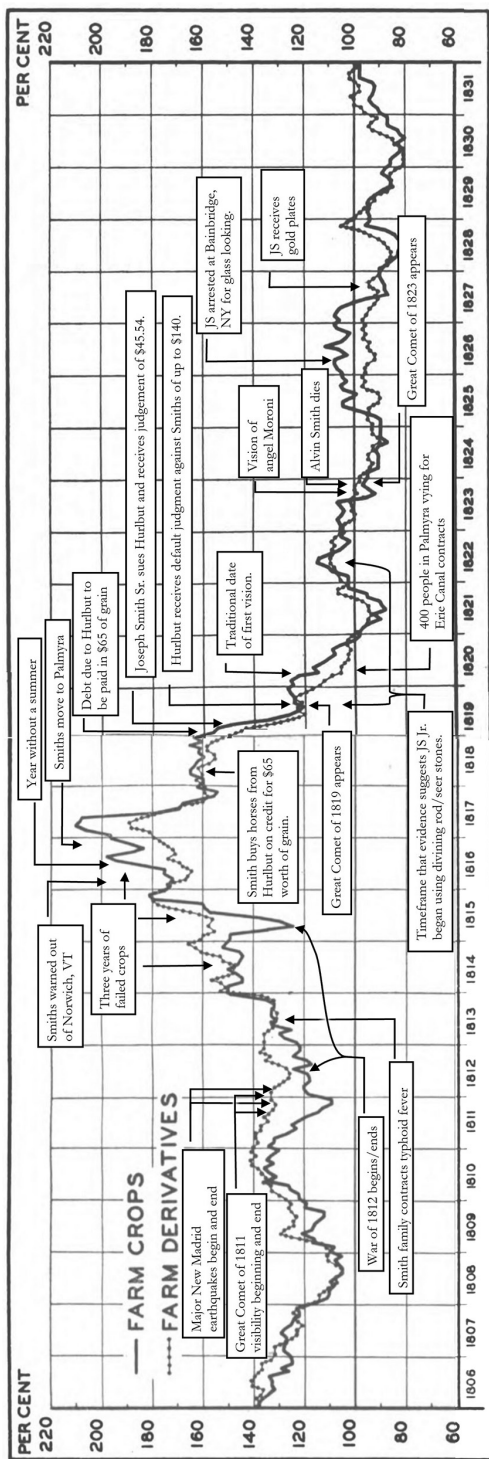 PER CENT
220
200
180
160
140
120
100
80
60
— FARM CROPS
FARM DERIVATIVES
Major New Madrid
earthquakes begin and end
Great Comet of 1811
visibility beginning and end
War of 1812 begins/ends
Smith family contracts typhoid fever
Smiths warned out
of Norwich, VT
Three years of
failed crops
Year without a summer
Smiths move to Palmyra
Debt due to Hurlbut to
be paid in $65 of grain
Joseph Smith Sr. sues Hurlbut and receives judgement of $45.54.
Hurlbut receives default judgment against Smiths of up to $140.
Smith buys horses from
Hurlbut on credit for $65
worth of grain.
Great Comet of 1819 appears
Timeframe that evidence suggests JS Jr.
began using divining rod/seer stones.
Traditional date
of first vision.
400 people in Palmyra vying for
Erie Canal contracts
Vision of
angel Moroni
Alvin Smith dies
Great Comet of 1823 appears
JS arrested at Bainbridge,
NY for glass looking.
JS receives
gold plates
1806 1807 1808 1809 1810 1811 1812 1813 1814 1815 1816 1817 1818 1819 1820 1821 1822 1823 1824 1825 1826 1827 1828 1829 1830 1831
PER CENT
220
200
180
160
140
120
100
80
60